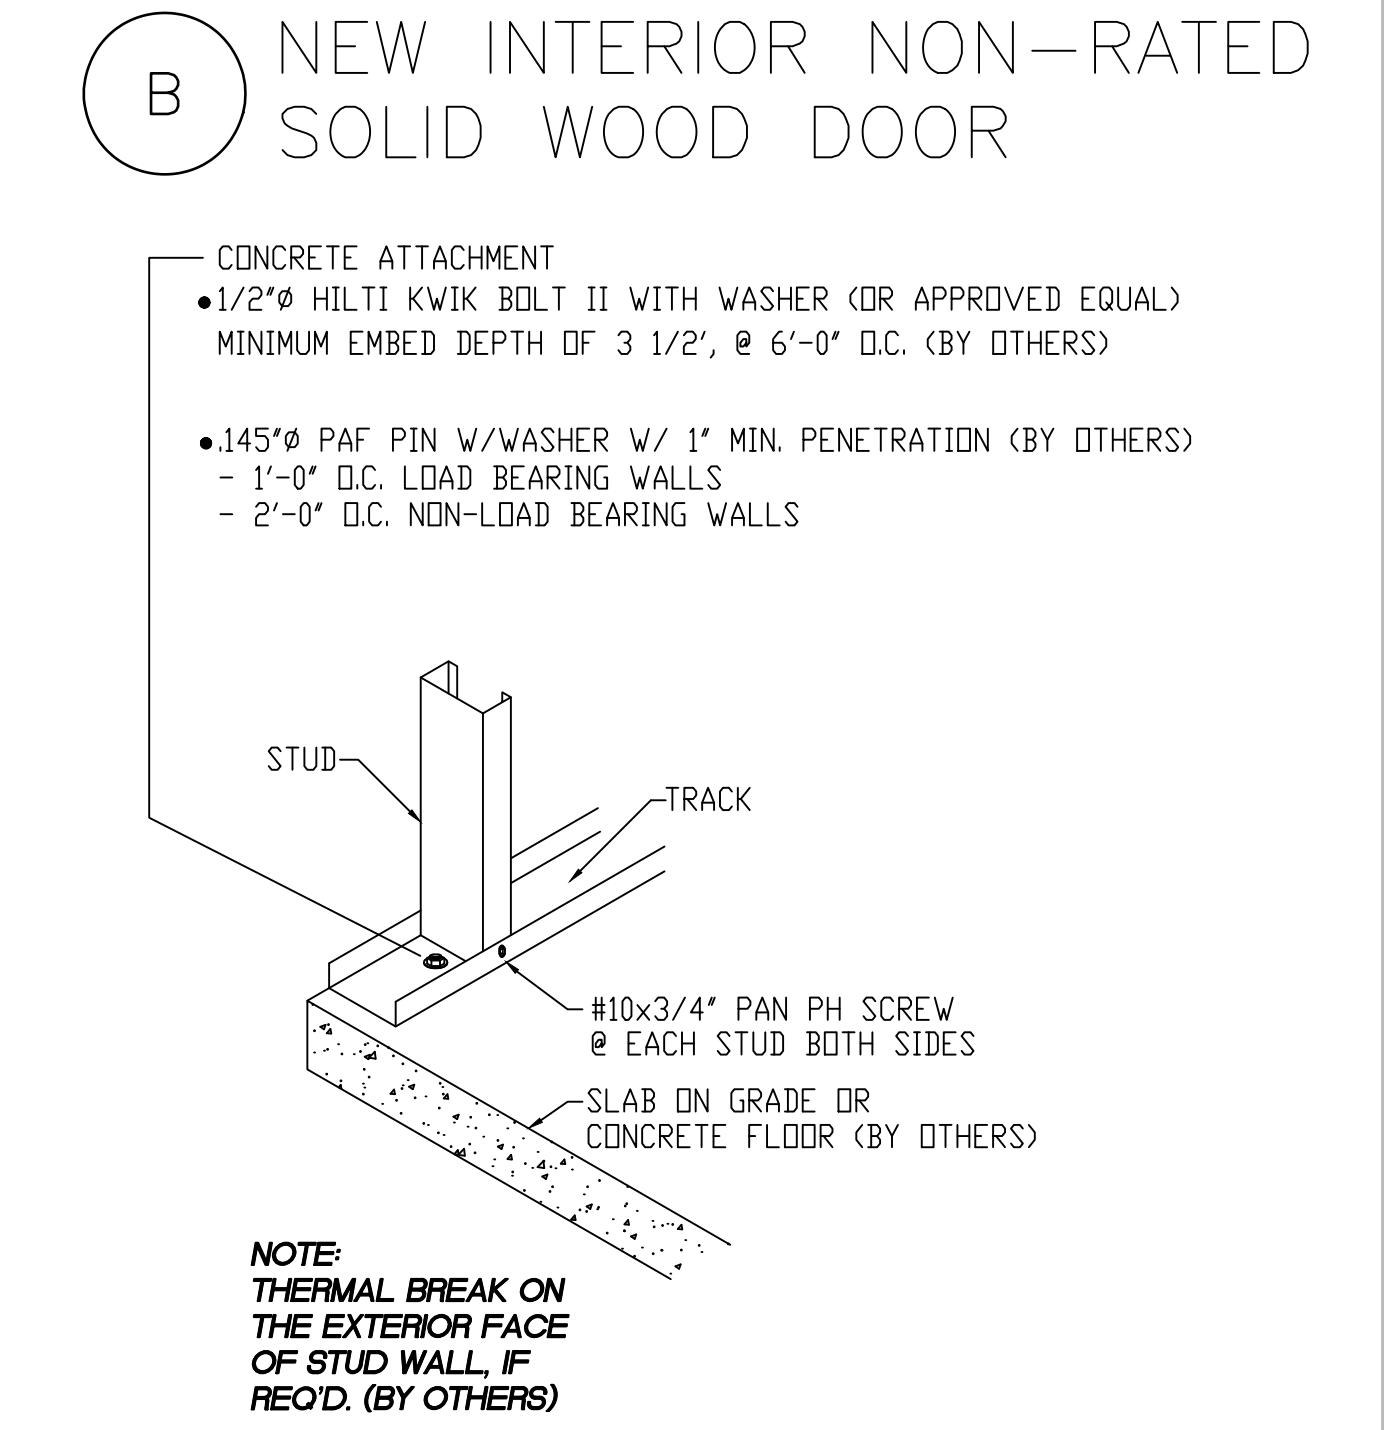 B
NEW INTERIOR NON-RATED
SOLID WOOD DOOR
CONCRETE ATTACHMENT
●1/2"Ø HILTI KWIK BOLT II WITH WASHER (OR APPROVED EQUAL)
MINIMUM EMBED DEPTH OF 3 1/2', @ 6'-0" O.C. (BY OTHERS)
●.145"Ø PAF PIN W/WASHER W/ 1" MIN. PENETRATION (BY OTHERS)
- 1'-0" O.C. LOAD BEARING WALLS
- 2'-0" O.C. NON-LOAD BEARING WALLS
STUD
TRACK
#10x3/4" PAN PH SCREW
@ EACH STUD BOTH SIDES
SLAB ON GRADE OR
CONCRETE FLOOR (BY OTHERS)
NOTE:
THERMAL BREAK ON
THE EXTERIOR FACE
OF STUD WALL, IF
REQ'D. (BY OTHERS)